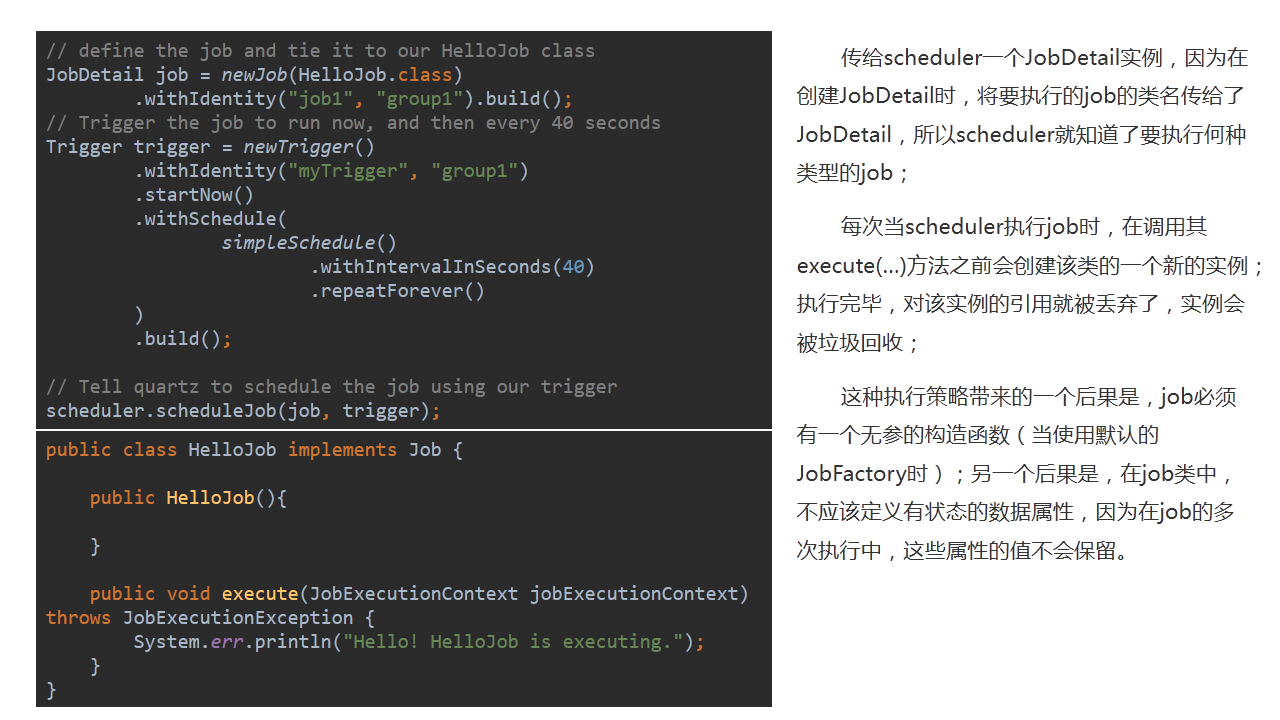 // define the job and tie it to our HelloJob class
JobDetail job = newJob(HelloJob.class)
        .withIdentity("job1", "group1").build();
// Trigger the job to run now, and then every 40 seconds
Trigger trigger = newTrigger()
        .withIdentity("myTrigger", "group1")
        .startNow()
        .withSchedule(
                simpleSchedule()
                        .withIntervalInSeconds(40)
                        .repeatForever()
        )
        .build();

// Tell quartz to schedule the job using our trigger
scheduler.scheduleJob(job, trigger);
public class HelloJob implements Job {

    public HelloJob(){

    }

    public void execute(JobExecutionContext jobExecutionContext)
throws JobExecutionException {
        System.err.println("Hello! HelloJob is executing.");
    }
}
传给scheduler一个JobDetail实例，因为在
创建JobDetail时，将要执行的job的类名传给了
JobDetail，所以scheduler就知道了要执行何种
类型的job；
每次当scheduler执行job时，在调用其
execute(…)方法之前会创建该类的一个新的实例；
执行完毕，对该实例的引用就被丢弃了，实例会
被垃圾回收；
这种执行策略带来的一个后果是，job必须
有一个无参的构造函数（当使用默认的
JobFactory时）；另一个后果是，在job类中，
不应该定义有状态的数据属性，因为在job的多
次执行中，这些属性的值不会保留。